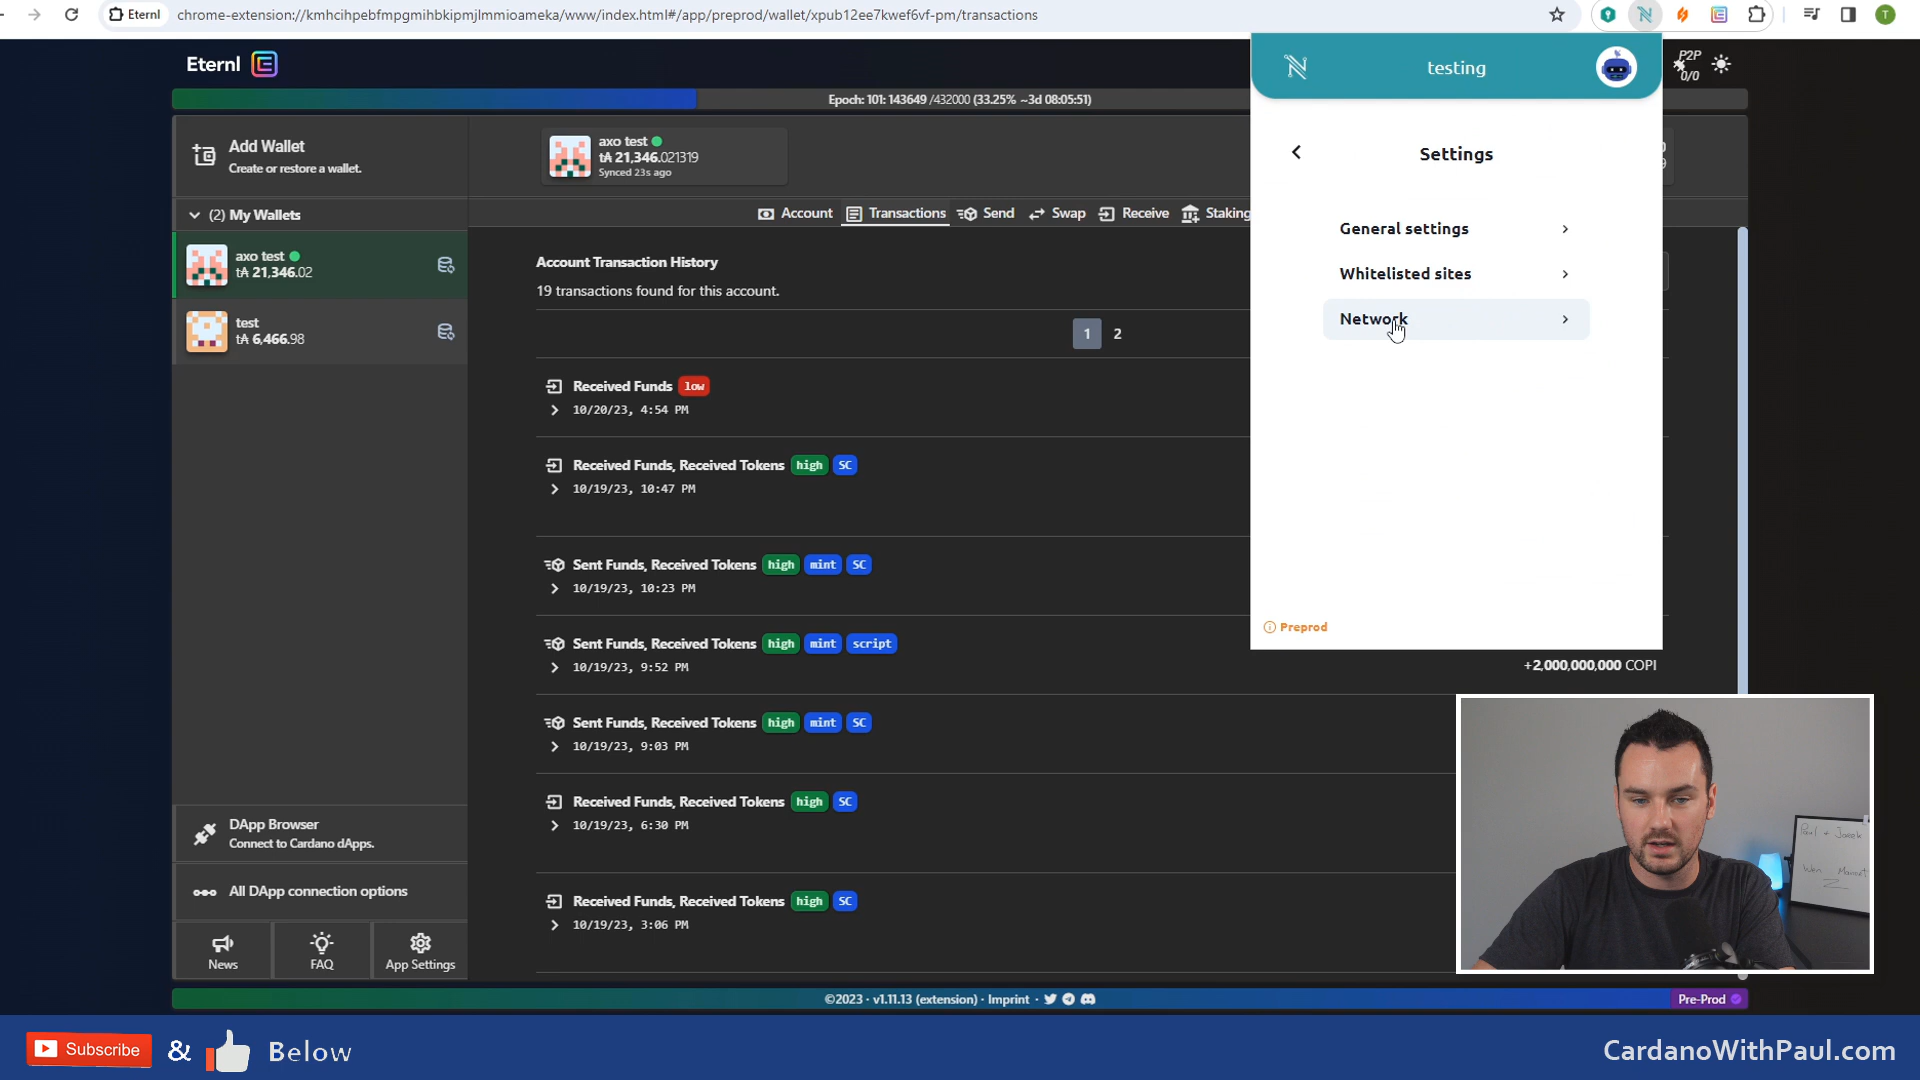 Eternl
chrome-extension://kmhcihpebfmpgmihbkipmjlmmioameka/www/index.html#/app/preprod/wallet/xpub12ee7kwef6vf-pm/transactions
T
Eternl
Epoch: 101: 143649 /432000 (33.25% ~3d 08:05:51)
P2P
0/0
Add Wallet
Create or restore a wallet.
(2) My Wallets
axo test
t₳ 21,346.02
test
t₳ 6,466.98
axo test
t₳ 21,346.021319
Synced 23s ago
Account
Transactions
Send
Swap
Receive
Staking
Account Transaction History
19 transactions found for this account.
1 2
Received Funds low
10/20/23, 4:54 PM
Received Funds, Received Tokens high SC
10/19/23, 10:47 PM
Sent Funds, Received Tokens high mint SC
10/19/23, 10:23 PM
Sent Funds, Received Tokens high mint script
10/19/23, 9:52 PM
+2,000,000,000 COPI
Sent Funds, Received Tokens high mint SC
10/19/23, 9:03 PM
Received Funds, Received Tokens high SC
10/19/23, 6:30 PM
Received Funds, Received Tokens high SC
10/19/23, 3:06 PM
testing
Settings
General settings
Whitelisted sites
Network
Preprod
DApp Browser
Connect to Cardano dApps.
All DApp connection options
News
FAQ
App Settings
©2023 · v1.11.13 (extension) · Imprint ·
Pre-Prod
Paul + Josek
Subscribe & Below
CardanoWithPaul.com